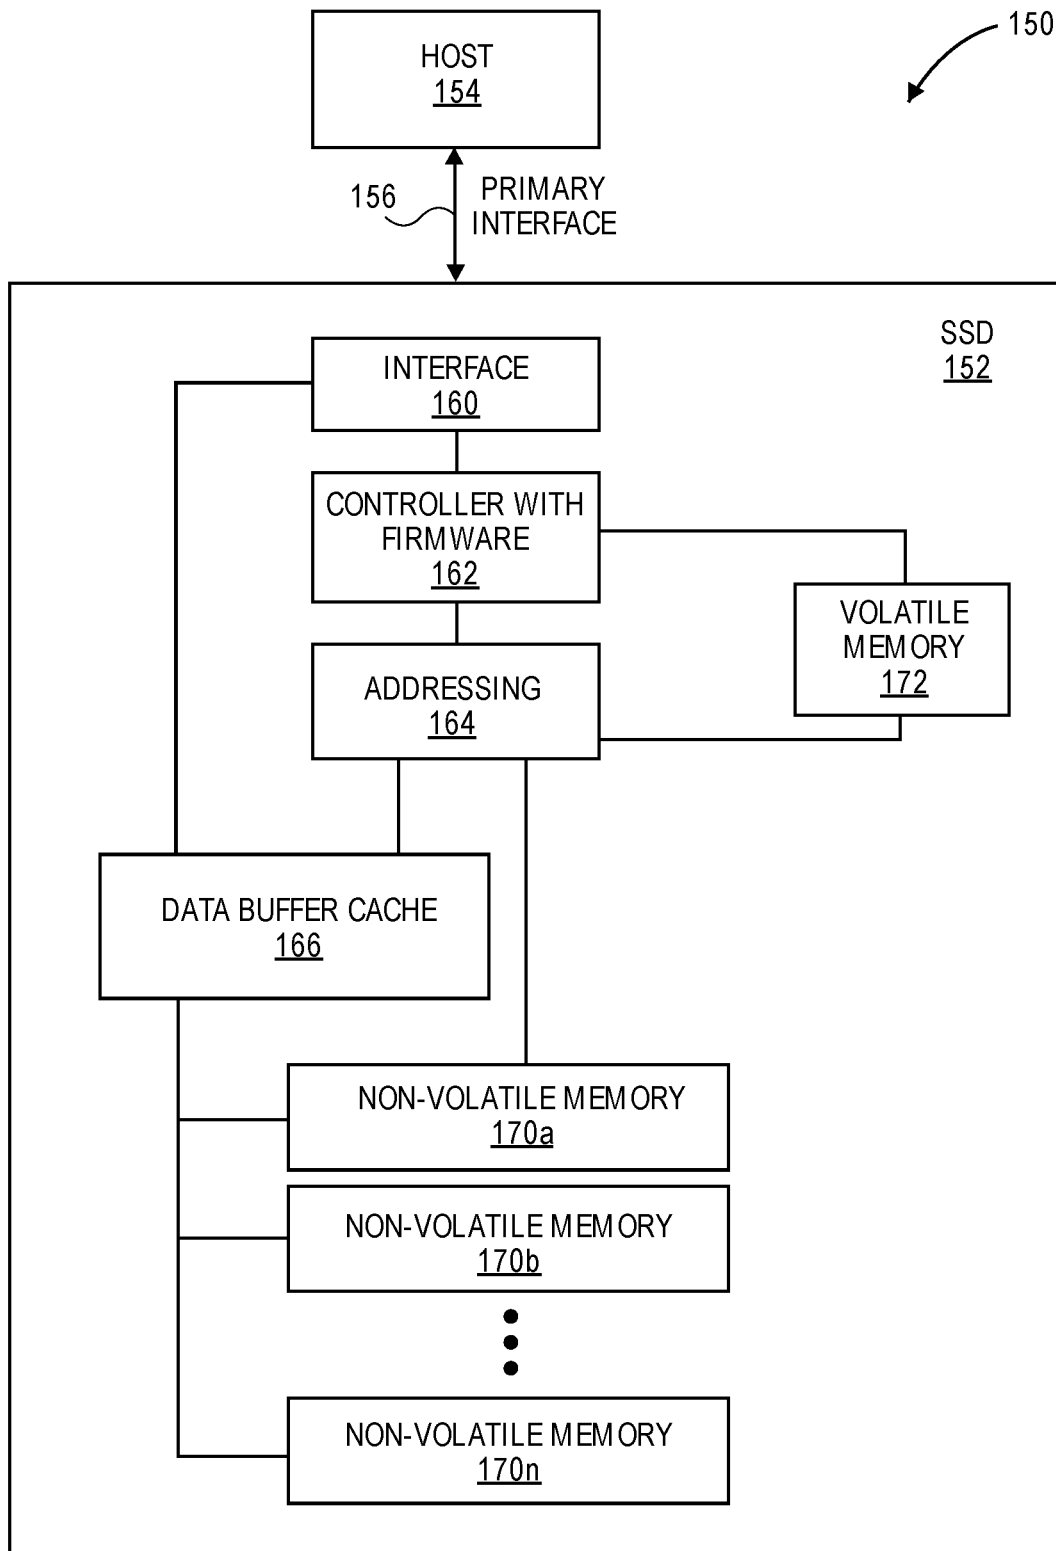 150
HOST
154
156
PRIMARY
INTERFACE
SSD
152
INTERFACE
160
CONTROLLER WITH
FIRMWARE
162
VOLATILE
MEMORY
172
ADDRESSING
164
DATA BUFFER CACHE
166
NON-VOLATILE MEMORY
170a
NON-VOLATILE MEMORY
170b
NON-VOLATILE MEMORY
170n